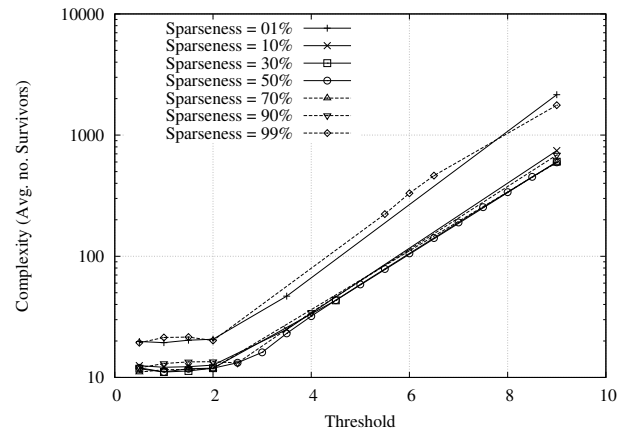 10000
1000
100
10
0
2
4
6
8
10
Complexity (Avg. no. Survivors)
Threshold
Sparseness = 01%
Sparseness = 10%
Sparseness = 30%
Sparseness = 50%
Sparseness = 70%
Sparseness = 90%
Sparseness = 99%